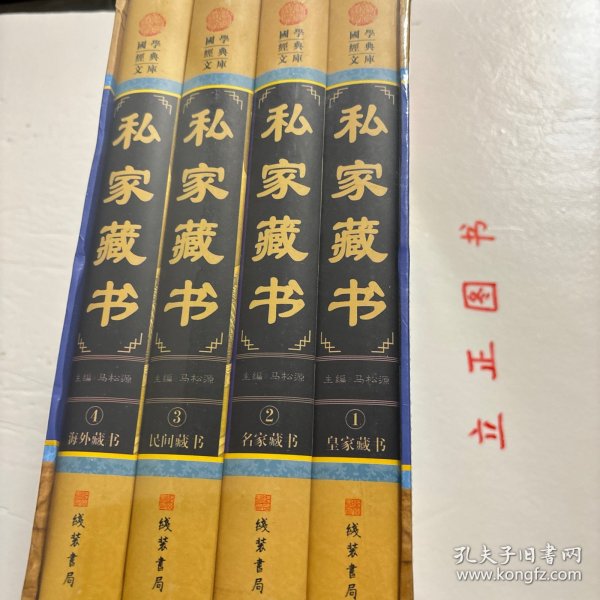 國學
經典
文庫
私家藏书
主编 马松源
④
海外藏书
线装书局
國學
經典
文庫
私家藏书
主编 马松源
③
民间藏书
线装书局
國學
經典
文庫
私家藏书
主编 马松源
②
名家藏书
线装书局
國學
經典
文庫
私家藏书
主编 马松源
①
皇家藏书
线装书局
立正图书
孔夫子旧书网
www.kongfz.com